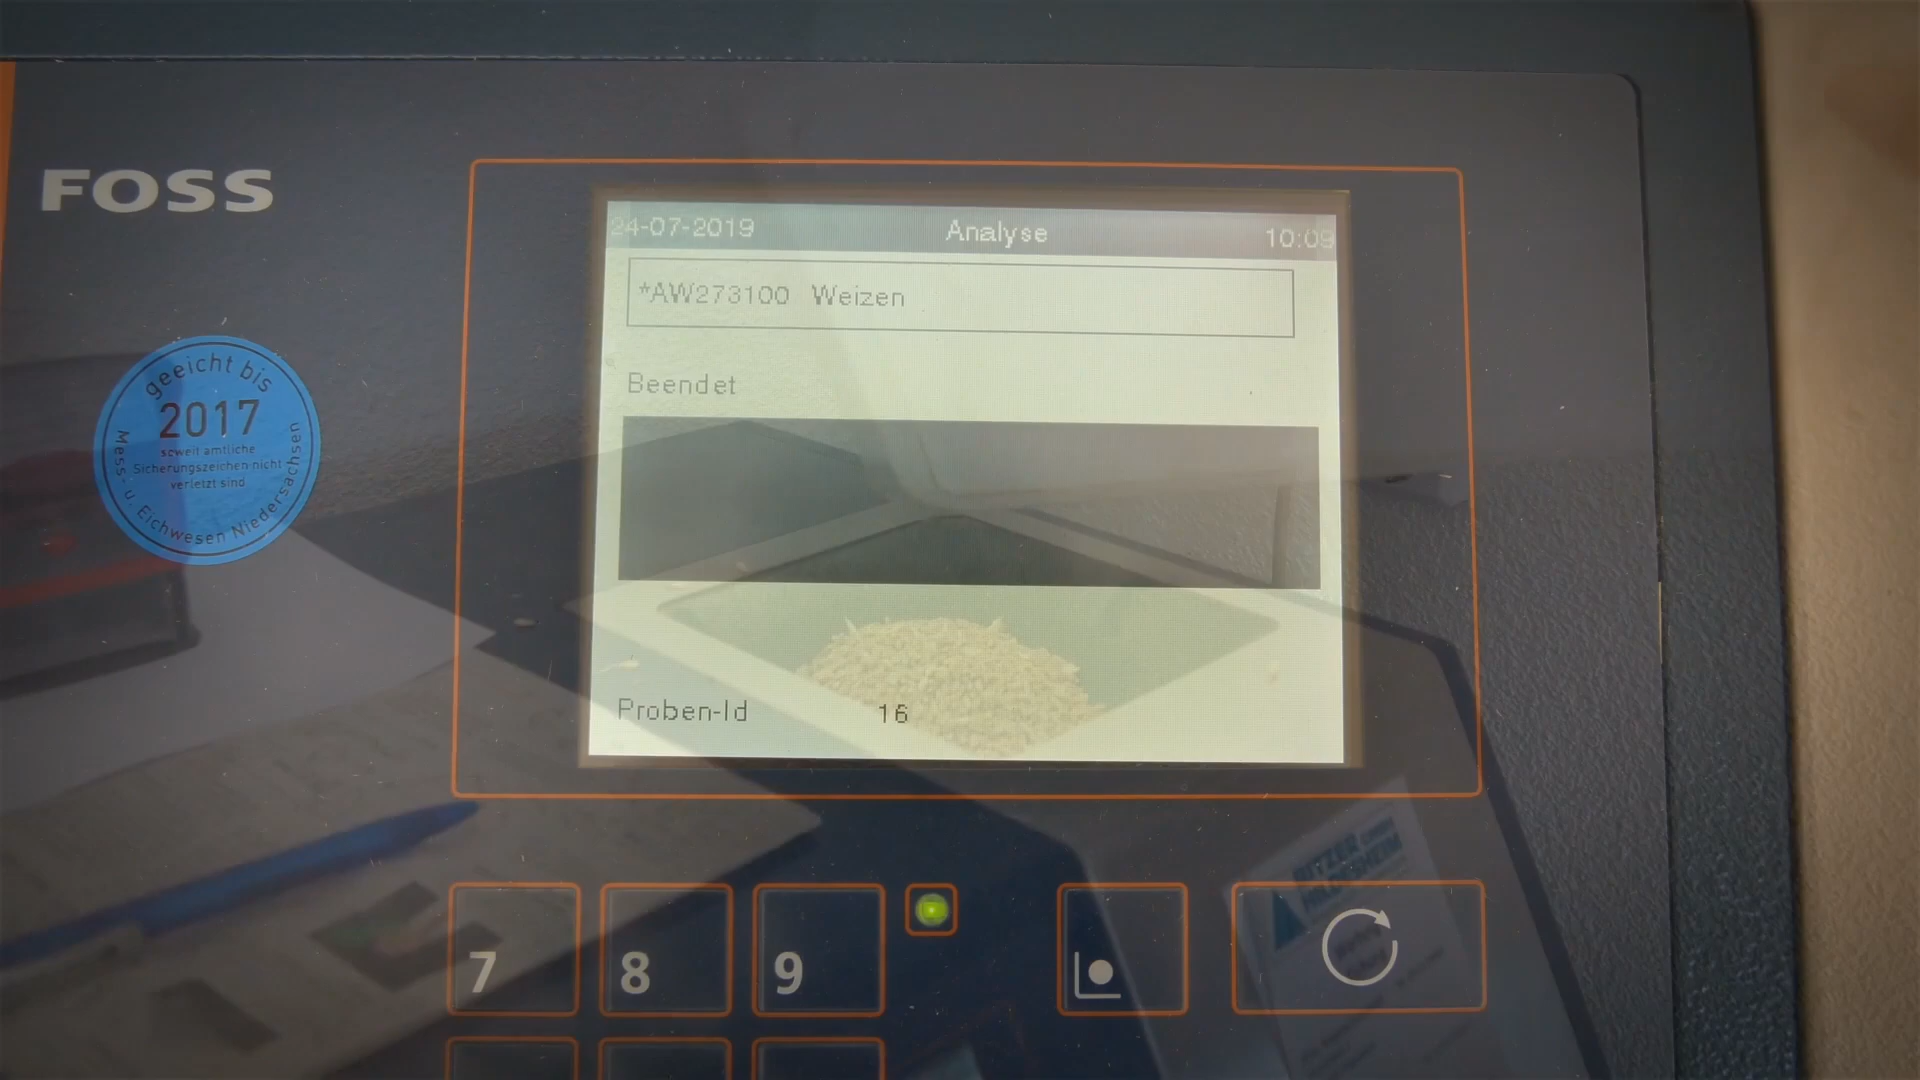 FOSS
24-07-2019 Analyse 10:09
*AW273100 Weizen
Beendet
Proben-Id 16
geeicht bis
2017
soweit amtliche
Sicherungszeichen nicht
verletzt sind
Mess- u. Eichwesen Niedersachsen
7 8 9